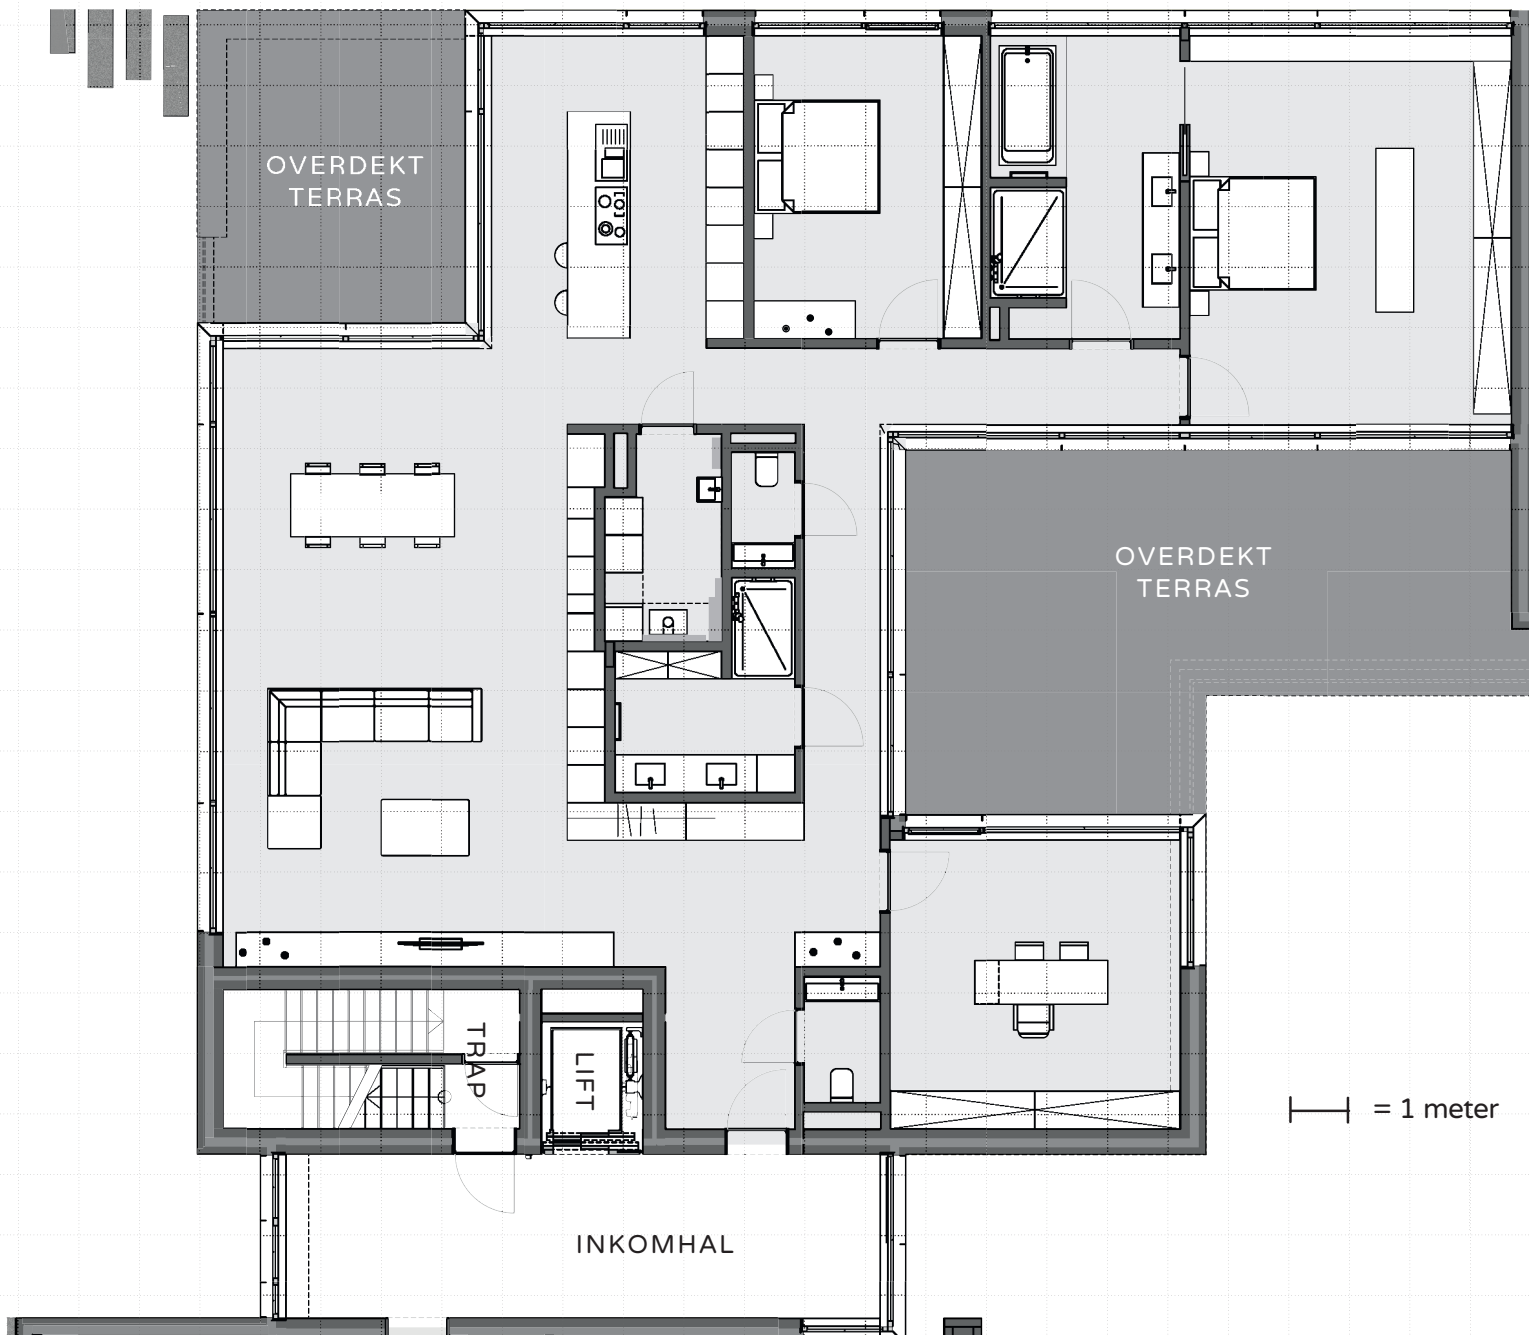 OVERDEKT
TERRAS
OVERDEKT
TERRAS
TRAP
LIFT
= 1 meter
INKOMHAL